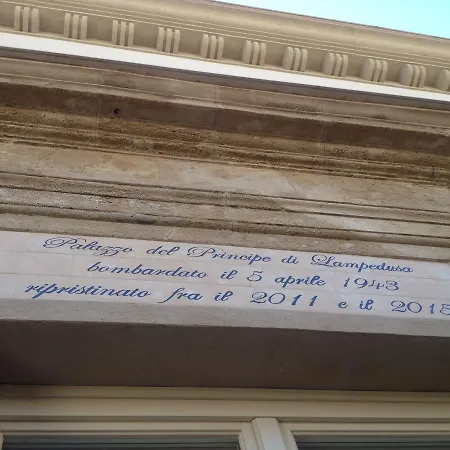 Palazzo del Principe di Lampedusa
bombardato il 5 aprile 1943
ripristinato fra il 2011 e il 2015